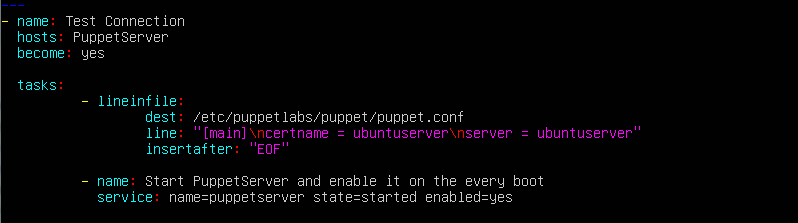 ---
- name: Test Connection
  hosts: PuppetServer
  become: yes

  tasks:
          - lineinfile:
                  dest: /etc/puppetlabs/puppet/puppet.conf
                  line: "[main]\ncertname = ubuntuserver\nserver = ubuntuserver"
                  insertafter: "EOF"

          - name: Start PuppetServer and enable it on the every boot
            service: name=puppetserver state=started enabled=yes